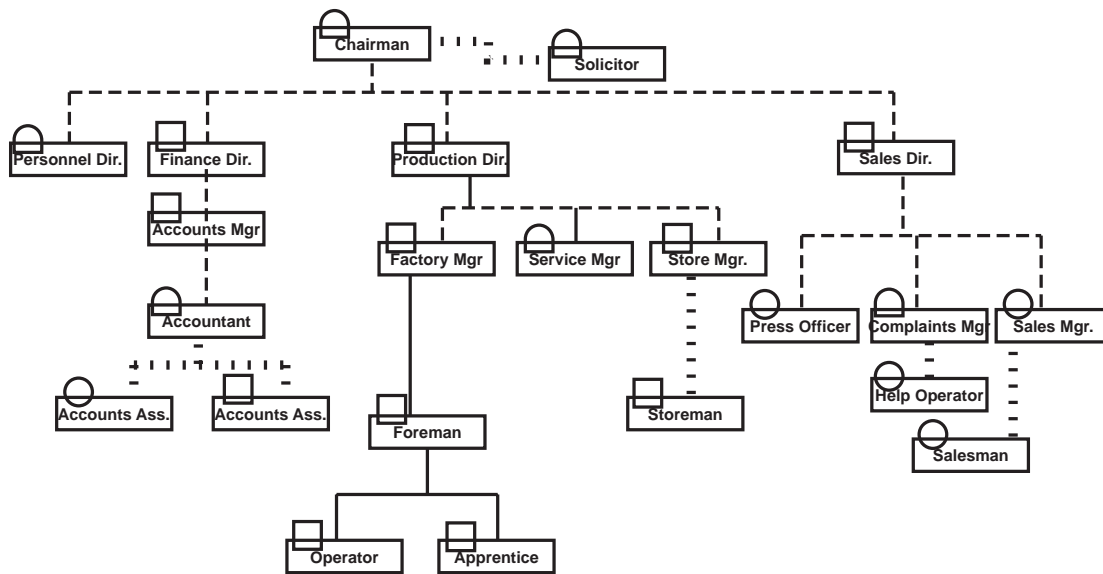 Chairman
Solicitor
Personnel Dir.
Finance Dir.
Production Dir.
Sales Dir.
Accounts Mgr
Factory Mgr
Service Mgr
Store Mgr.
Accountant
Press Officer
Complaints Mgr
Sales Mgr.
Accounts Ass.
Accounts Ass.
Storeman
Help Operator
Foreman
Salesman
Operator
Apprentice